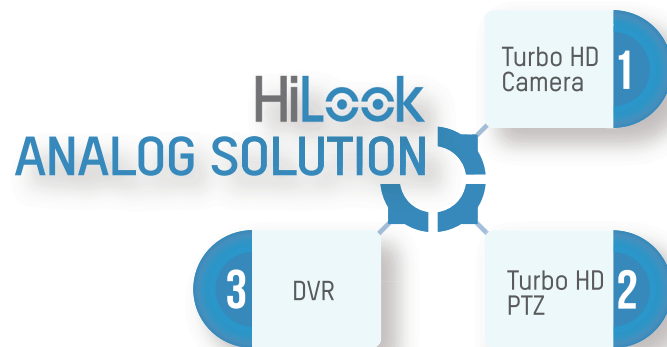 HiLook
ANALOG SOLUTION
Turbo HD
Camera
1
Turbo HD
PTZ
2
3
DVR